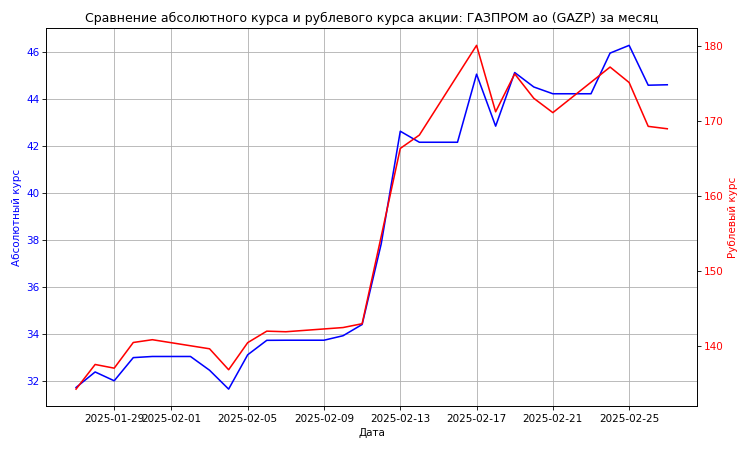 Сравнение абсолютного курса и рублевого курса акции: ГАЗПРОМ ао (GAZP) за месяц
46
44
42
40
38
36
34
32
Абсолютный курс
180
170
160
150
140
Рублевый курс
2025-01-29 2025-02-01 2025-02-05 2025-02-09 2025-02-13 2025-02-17 2025-02-21 2025-02-25
Дата